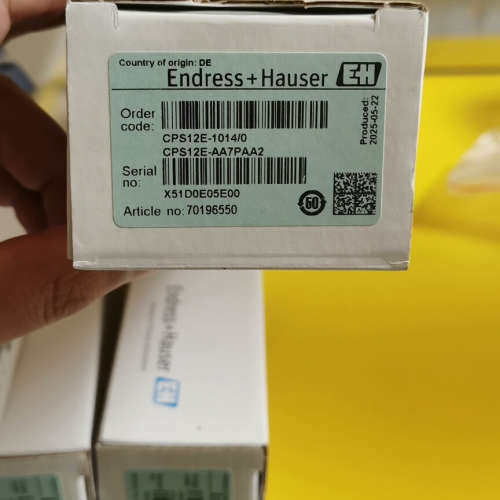 Country of origin: DE
Endress+Hauser EH
Order code:
CPS12E-1014/0
CPS12E-AA7PAA2
Serial no:
X51D0E05E00
Article no: 70196550
60
Produced:
2025-05-22
Endress+Hauser EH